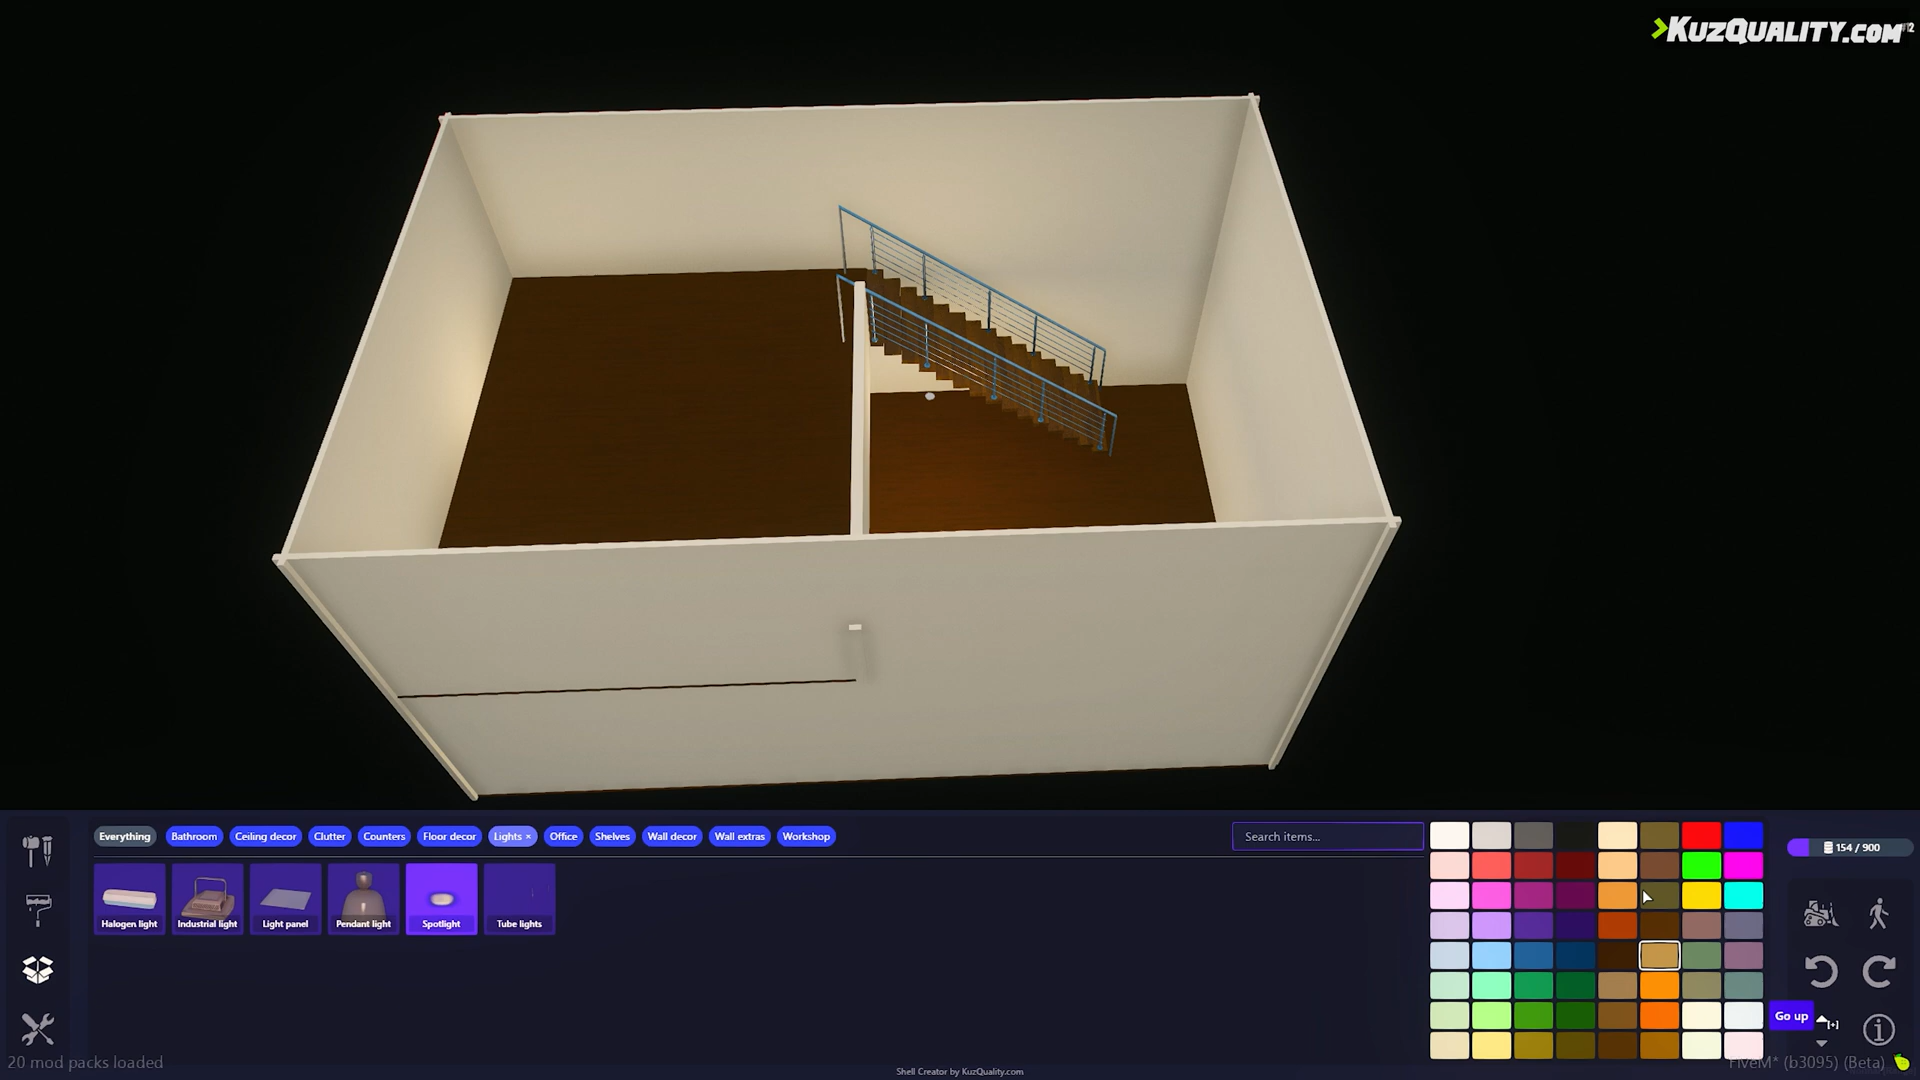 KUZQUALITY.COM
Everything Bathroom Ceiling decor Clutter Counters Floor decor Lights × Office Shelves Wall decor Wall extras Workshop
Search items...
154 / 900
Halogen light Industrial light Light panel Pendant light Spotlight Tube lights
Go up
[+]
20 mod packs loaded
FiveM* (b3095) (Beta)
Shell Creator by KuzQuality.com